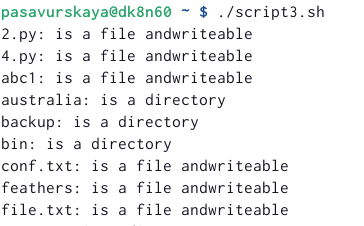 pasavurskaya@dk8n60 ~ $ ./script3.sh
2.py: is a file andwriteable
4.py: is a file andwriteable
abc1: is a file andwriteable
australia: is a directory
backup: is a directory
bin: is a directory
conf.txt: is a file andwriteable
feathers: is a file andwriteable
file.txt: is a file andwriteable